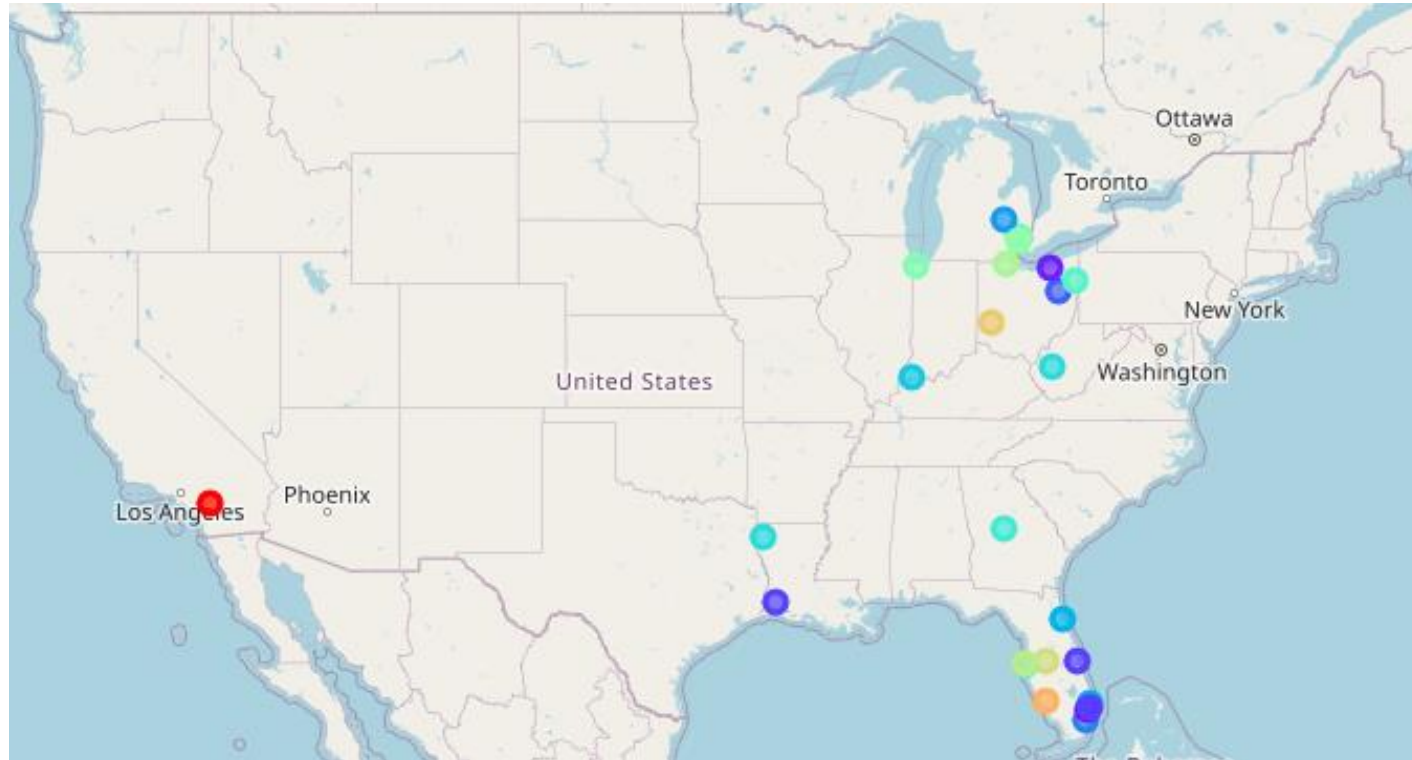 Ottawa
Toronto
New York
Washington
United States
Phoenix
Los Angeles